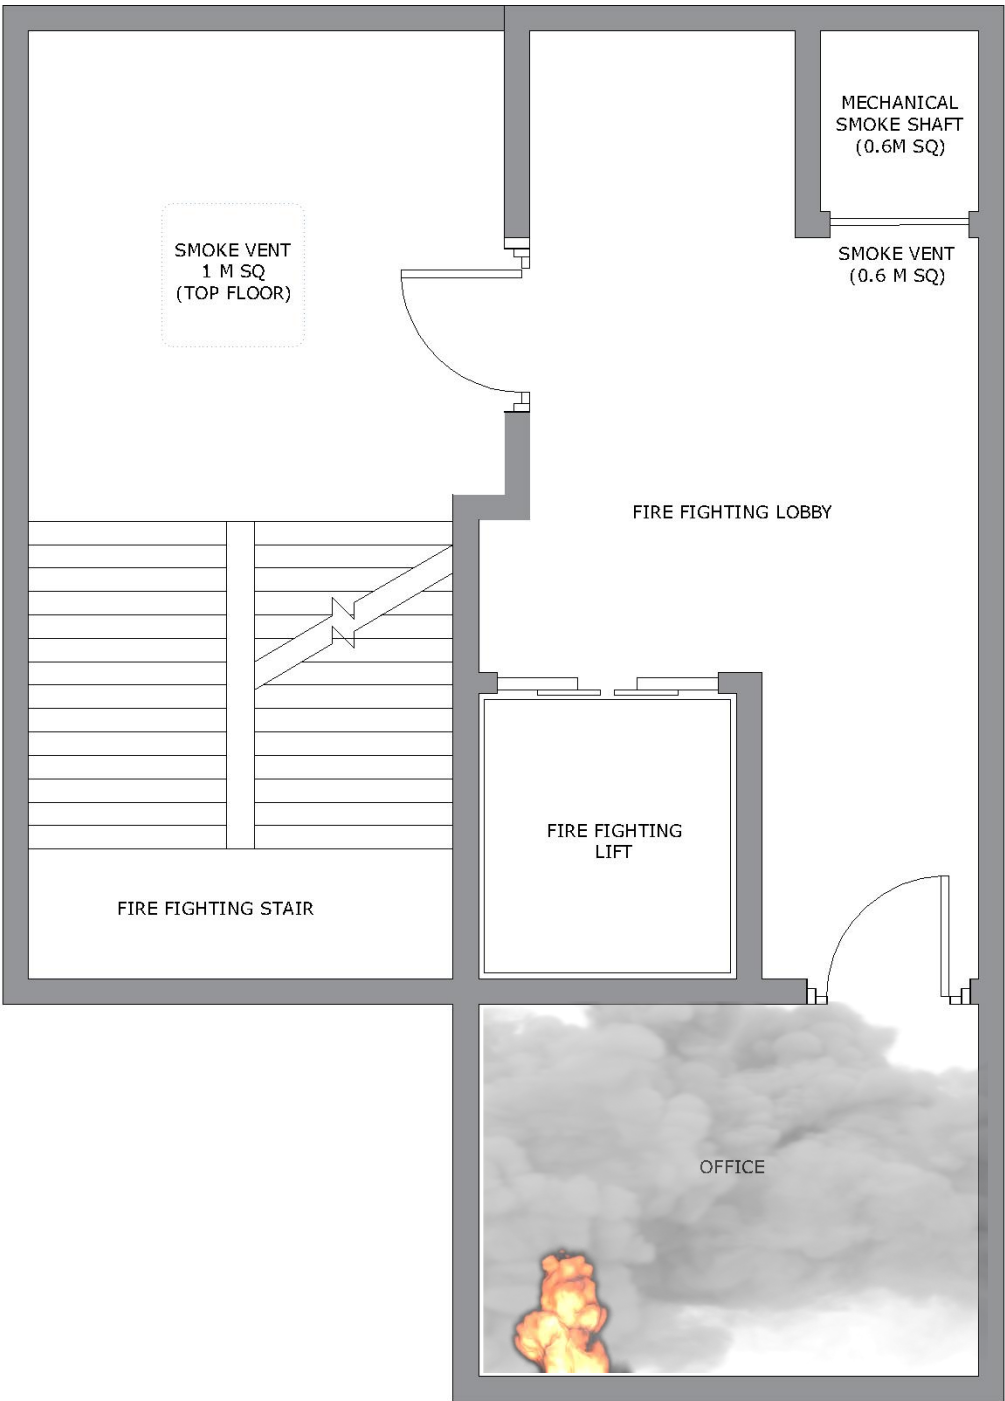 MECHANICAL
SMOKE SHAFT
(0.6M SQ)
SMOKE VENT
1 M SQ
(TOP FLOOR)
SMOKE VENT
(0.6 M SQ)
FIRE FIGHTING LOBBY
FIRE FIGHTING
LIFT
FIRE FIGHTING STAIR
OFFICE